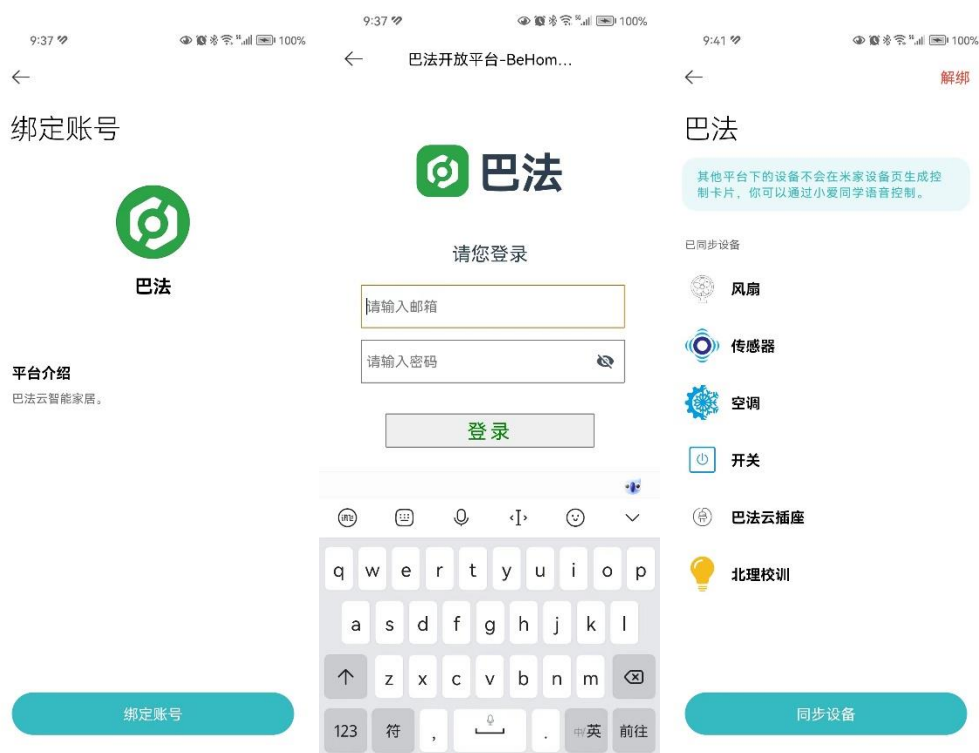 9:37
100%
绑定账号
巴法
平台介绍
巴法云智能家居。
绑定账号
9:37
100%
巴法开放平台-BeHom...
巴法
请您登录
请输入邮箱
请输入密码
登录
q w e r t y u i o p
a s d f g h j k l
z x c v b n m
123 符 , . 中/英 前往
9:41
100%
解绑
巴法
其他平台下的设备不会在米家设备页生成控
制卡片，你可以通过小爱同学语音控制。
已同步设备
风扇
传感器
空调
开关
巴法云插座
北理校训
同步设备